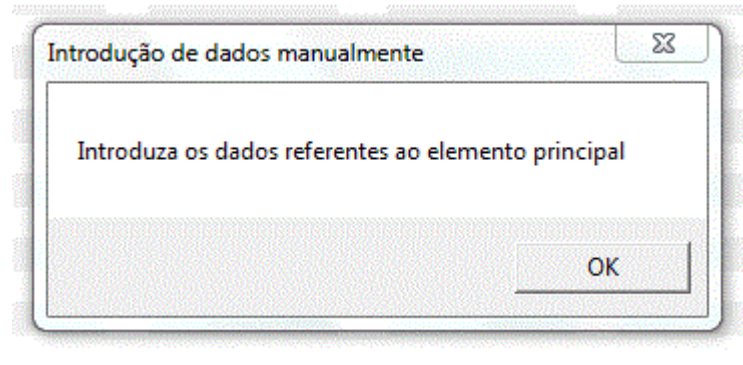 Introdução de dados manualmente
Introduza os dados referentes ao elemento principal
OK